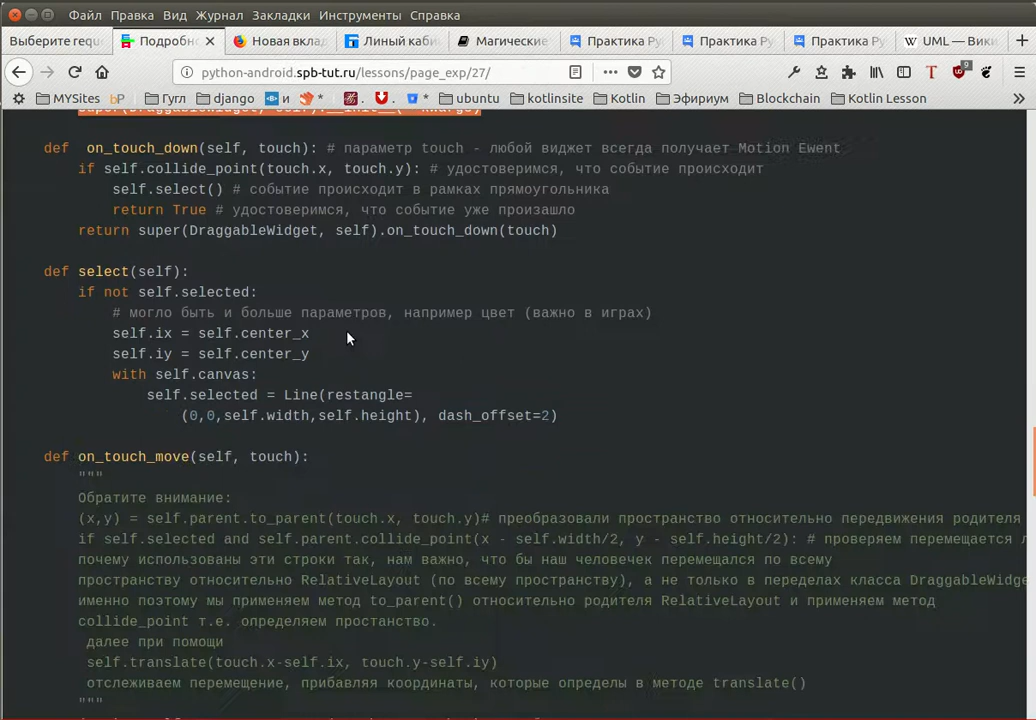 Файл Правка Вид Журнал Закладки Инструменты Справка
Выберите requ Подробно Новая вклад Линый каби Магические Практика Ру Практика Ру Практика Ру UML — Вики
python-android.spb-tut.ru/lessons/page_exp/27/ 9
MYSites bP Гугл django и ubuntu kotlinsite Kotlin Эфириум Blockchain Kotlin Lesson
def on_touch_down(self, touch): # параметр touch - любой виджет всегда получает Motion Ewent
if self.collide_point(touch.x, touch.y): # удостоверимся, что событие происходит
self.select() # событие происходит в рамках прямоугольника
return True # удостоверимся, что событие уже произашло
return super(DraggableWidget, self).on_touch_down(touch)
def select(self):
if not self.selected:
# могло быть и больше параметров, например цвет (важно в играх)
self.ix = self.center_x
self.iy = self.center_y
with self.canvas:
self.selected = Line(restangle=
(0,0,self.width,self.height), dash_offset=2)
def on_touch_move(self, touch):
"""
Обратите внимание:
(x,y) = self.parent.to_parent(touch.x, touch.y)# преобразовали пространство относительно передвижения родителя
if self.selected and self.parent.collide_point(x - self.width/2, y - self.height/2): # проверяем перемещается л
почему использованы эти строки так, нам важно, что бы наш человечек перемещался по всему
пространству относительно RelativeLayout (по всему пространству), а не только в переделах класса DraggableWidge
именно поэтому мы применяем метод to_parent() относительно родителя RelativeLayout и применяем метод
collide_point т.е. определяем простанство.
далее при помощи
self.translate(touch.x-self.ix, touch.y-self.iy)
отслеживаем перемещение, прибавляя координаты, которые определы в методе translate()
"""